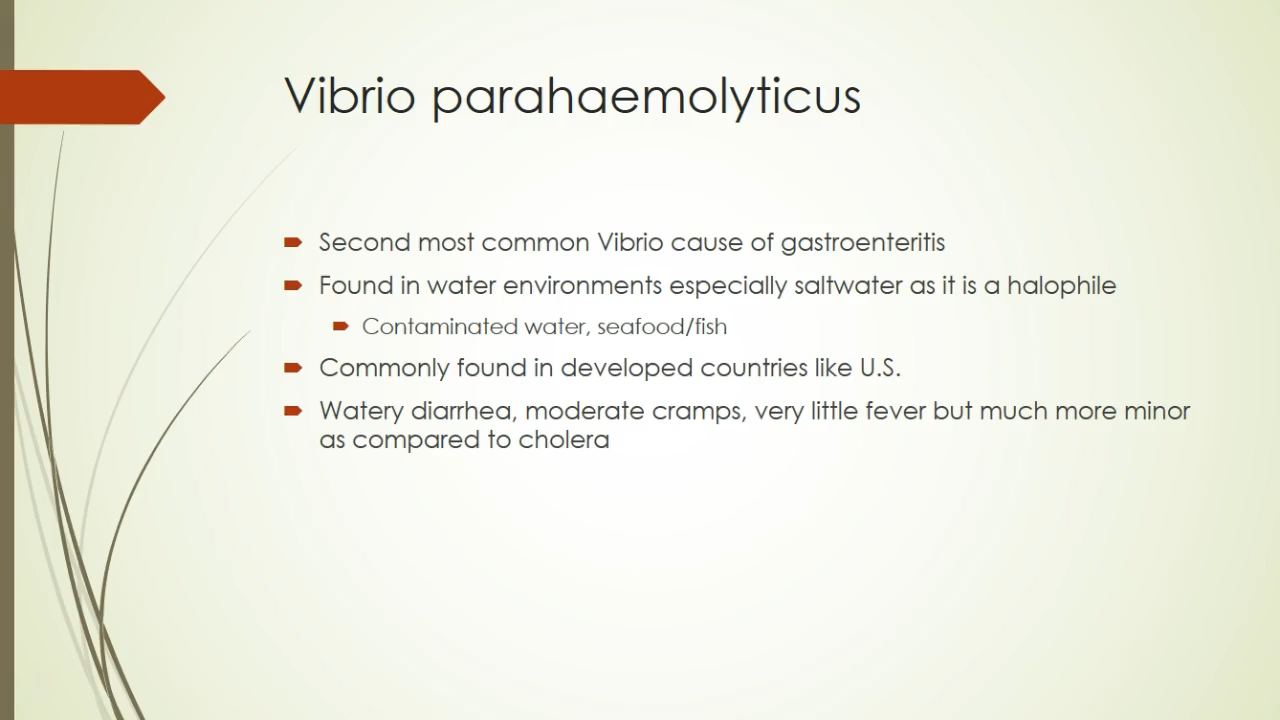 Vibrio parahaemolyticus
Second most common Vibrio cause of gastroenteritis
Found in water environments especially saltwater as it is a halophile
Contaminated water, seafood/fish
Commonly found in developed countries like U.S.
Watery diarrhea, moderate cramps, very little fever but much more minor
as compared to cholera